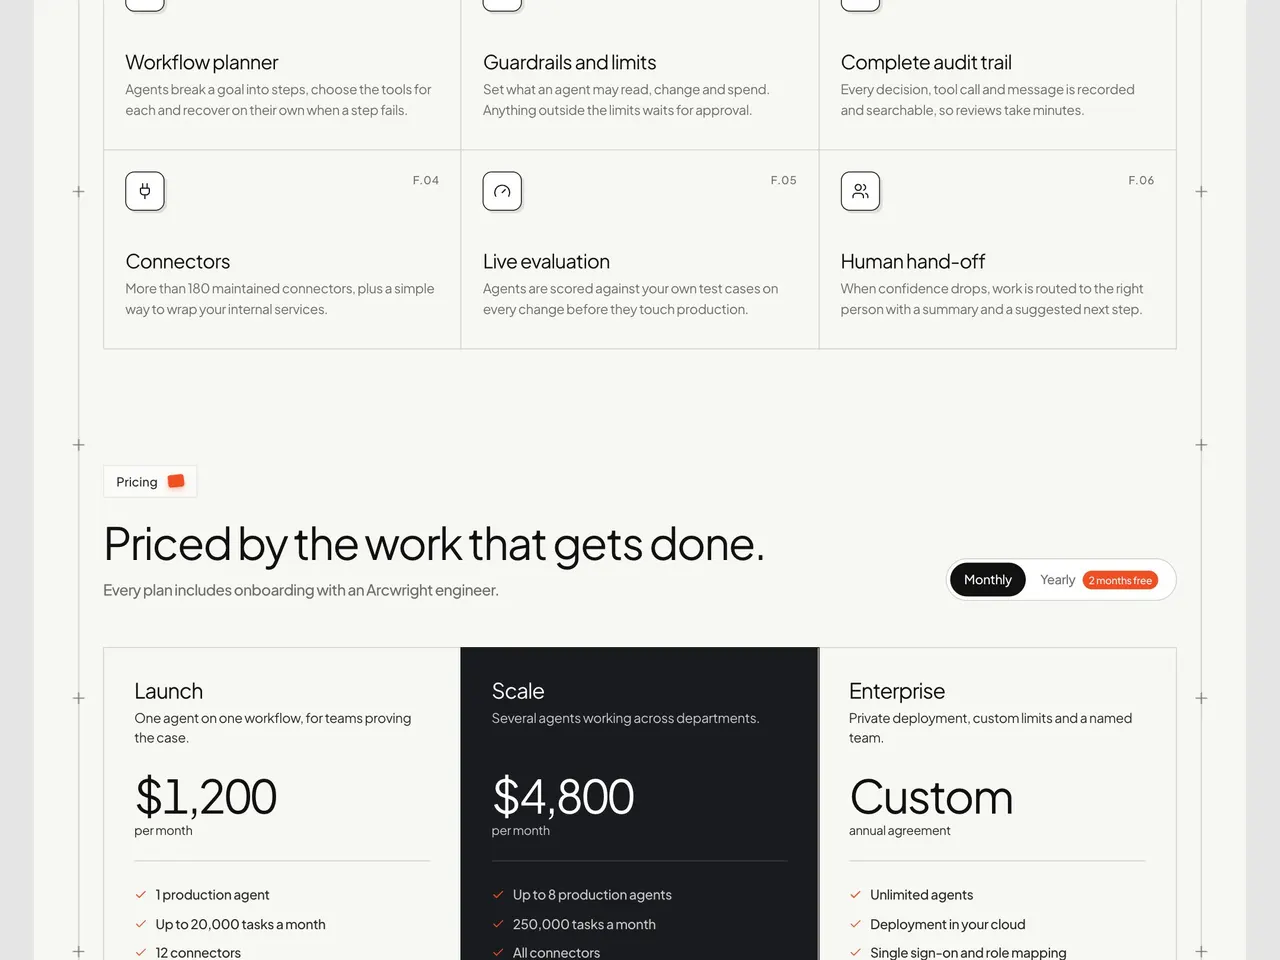 Workflow planner
Agents break a goal into steps, choose the tools for
each and recover on their own when a step fails.
Guardrails and limits
Set what an agent may read, change and spend.
Anything outside the limits waits for approval.
Complete audit trail
Every decision, tool call and message is recorded
and searchable, so reviews take minutes.
F.04
Connectors
More than 180 maintained connectors, plus a simple
way to wrap your internal services.
F.05
Live evaluation
Agents are scored against your own test cases on
every change before they touch production.
F.06
Human hand-off
When confidence drops, work is routed to the right
person with a summary and a suggested next step.
Pricing
Priced by the work that gets done.
Every plan includes onboarding with an Arcwright engineer.
Monthly
Yearly 2 months free
Launch
One agent on one workflow, for teams proving
the case.
$1,200
per month
1 production agent
Up to 20,000 tasks a month
12 connectors
Scale
Several agents working across departments.
$4,800
per month
Up to 8 production agents
250,000 tasks a month
All connectors
Enterprise
Private deployment, custom limits and a named
team.
Custom
annual agreement
Unlimited agents
Deployment in your cloud
Single sign-on and role mapping